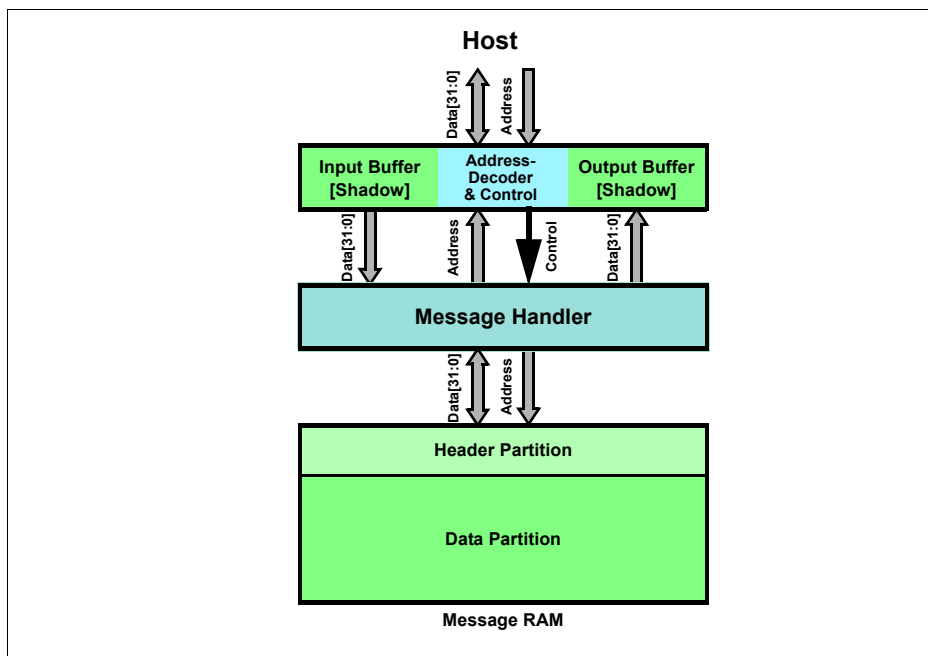 Host
Data[31:0]
Address
Input Buffer
[Shadow]
Address-
Decoder
& Control
Output Buffer
[Shadow]
Data[31:0]
Address
Control
Data[31:0]
Message Handler
Data[31:0]
Address
Header Partition
Data Partition
Message RAM